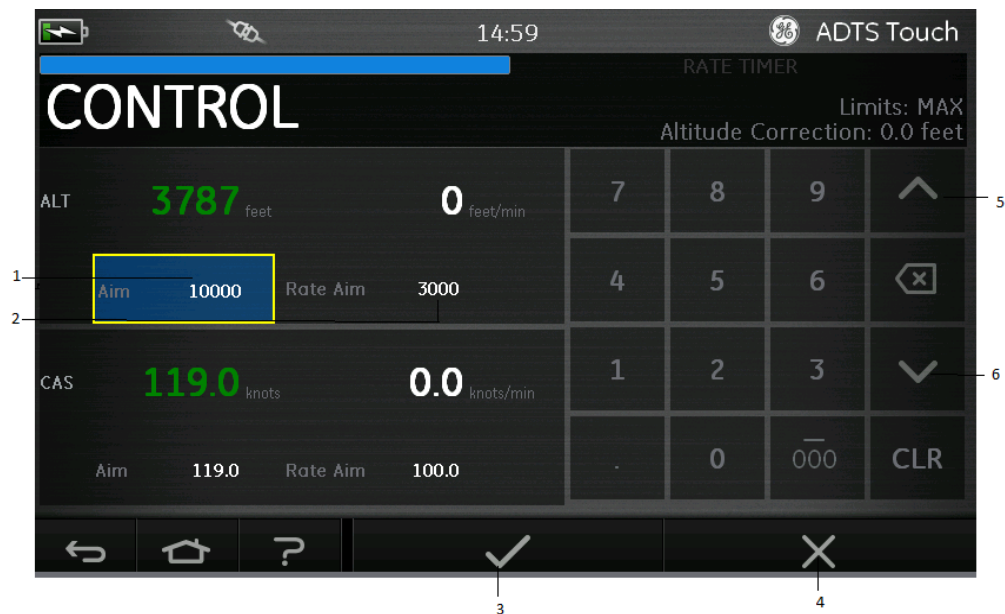 14:59
ADTS Touch
RATE TIMER
CONTROL
Limits: MAX
Altitude Correction: 0.0 feet
ALT 3787 feet 0 feet/min
Aim 10000 Rate Aim 3000
CAS 119.0 knots 0.0 knots/min
Aim 119.0 Rate Aim 100.0
7 8 9
4 5 6
1 2 3
. 0 000 CLR
1
2
3
4
5
6